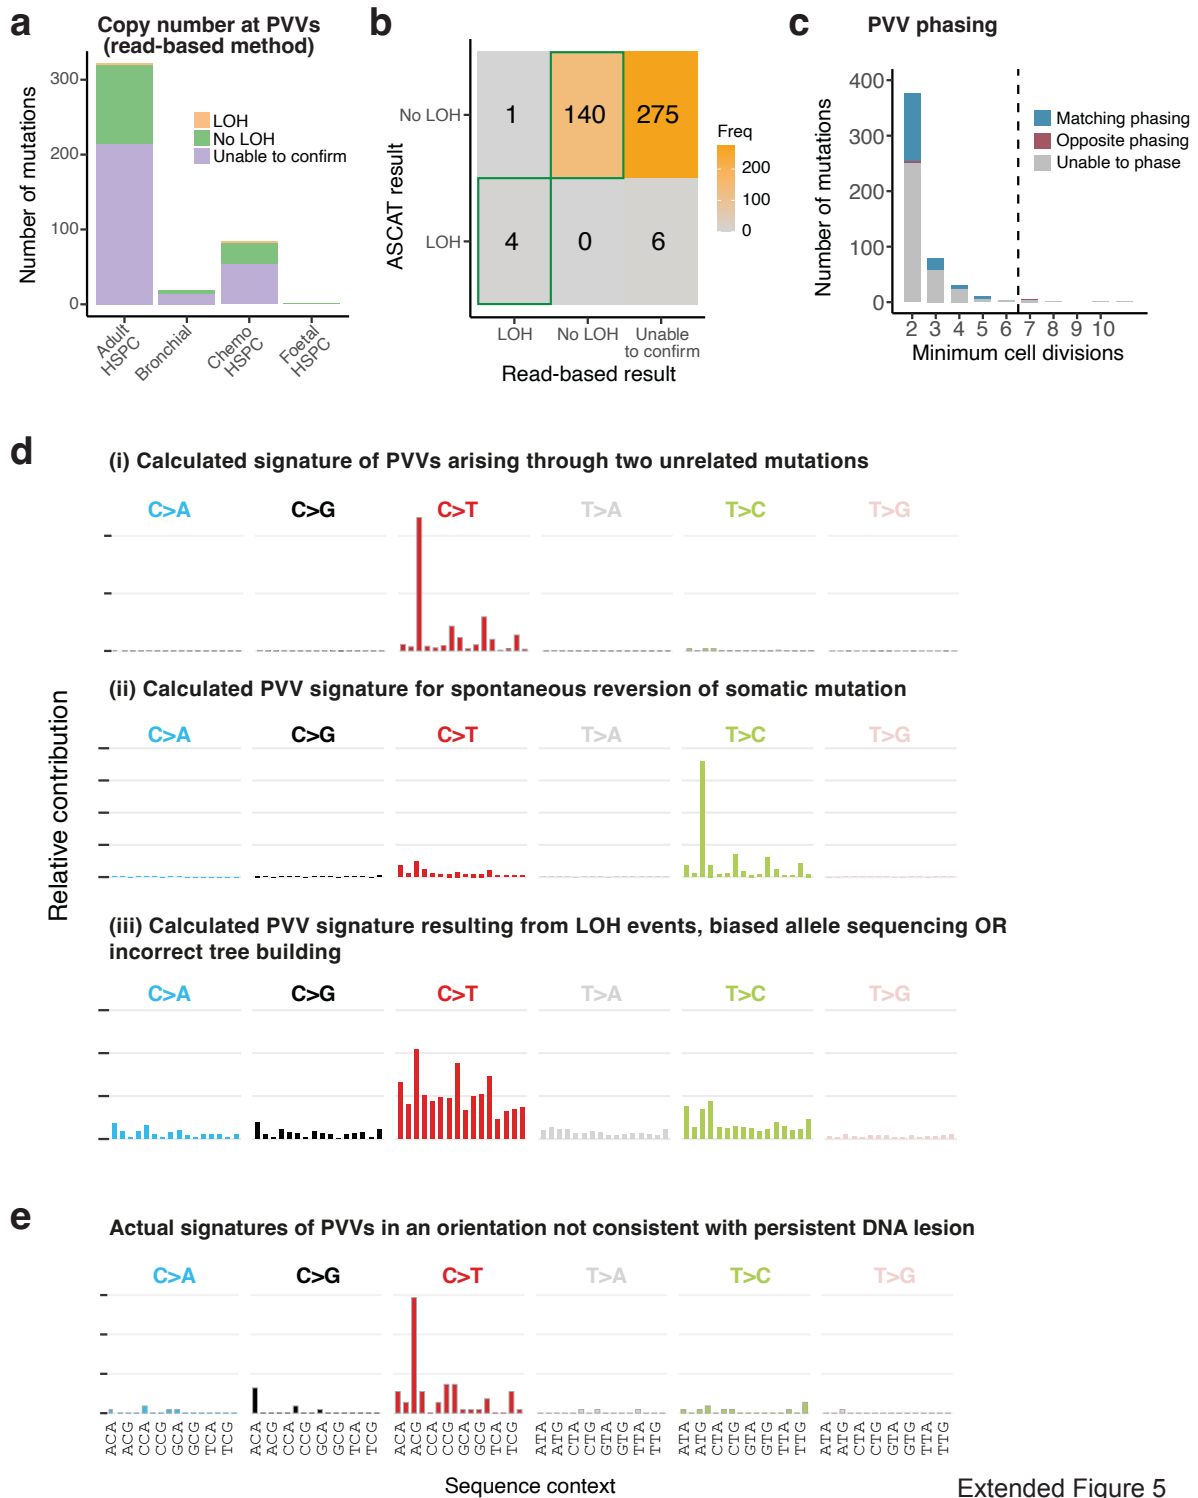 a
Copy number at PVVs
(read-based method)
Number of mutations
300
200
100
0
LOH
No LOH
Unable to confirm
Adult
HSPC
Bronchial
Chemo
HSPC
Foetal
HSPC
b
ASCAT result
No LOH
LOH
1
140
275
4
0
6
Freq
200
100
0
LOH
No LOH
Unable
to confirm
Read-based result
c
PVV phasing
Number of mutations
400
300
200
100
0
Matching phasing
Opposite phasing
Unable to phase
2 3 4 5 6 7 8 9 10
Minimum cell divisions
d
(i) Calculated signature of PVVs arising through two unrelated mutations
C>A C>G C>T T>A T>C T>G
(ii) Calculated PVV signature for spontaneous reversion of somatic mutation
C>A C>G C>T T>A T>C T>G
Relative contribution
(iii) Calculated PVV signature resulting from LOH events, biased allele sequencing OR
incorrect tree building
C>A C>G C>T T>A T>C T>G
e
Actual signatures of PVVs in an orientation not consistent with persistent DNA lesion
C>A C>G C>T T>A T>C T>G
ACA ACG CCA CCG GCA GCG TCA TCG
ACA ACG CCA CCG GCA GCG TCA TCG
ACA ACG CCA CCG GCA GCG TCA TCG
ATA ATG CTA CTG GTA GTG TTA TTG
ATA ATG CTA CTG GTA GTG TTA TTG
ATA ATG CTA CTG GTA GTG TTA TTG
Sequence context
Extended Figure 5